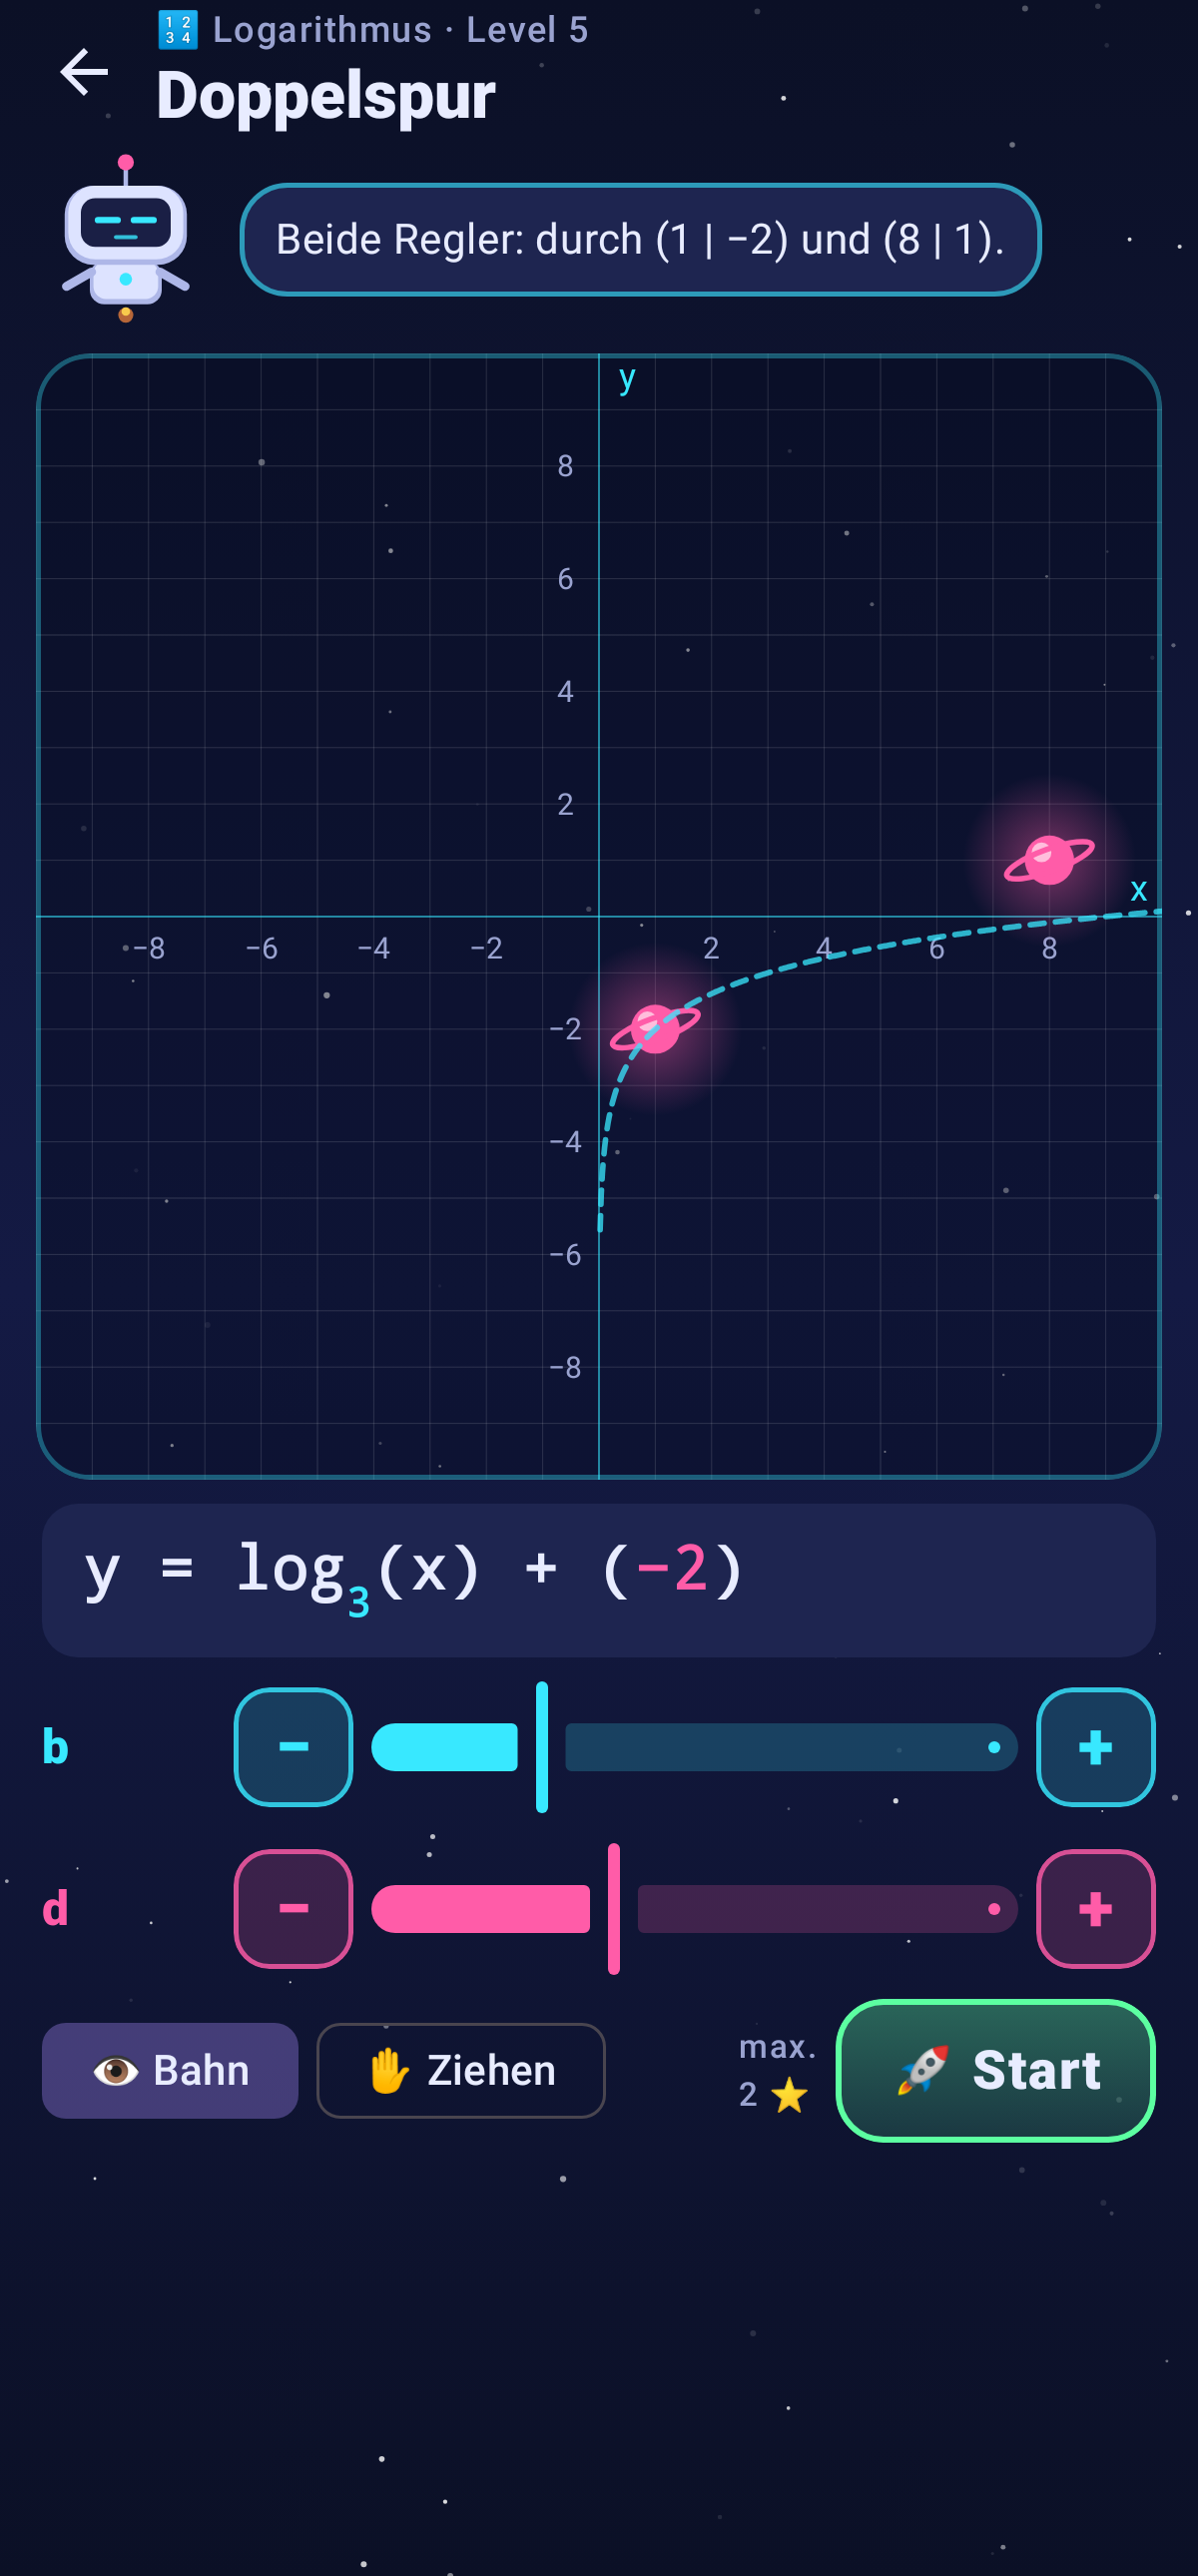 🔢 Logarithmus · Level 5
Doppelspur
Beide Regler: durch (1 | −2) und (8 | 1).
y
8
6
4
2
x
−8 −6 −4 −2 2 4 6 8
−2
−4
−6
−8
y = log₃(x) + (−2)
b − +
d − +
👁️ Bahn ✋ Ziehen max. 2 ⭐ 🚀 Start